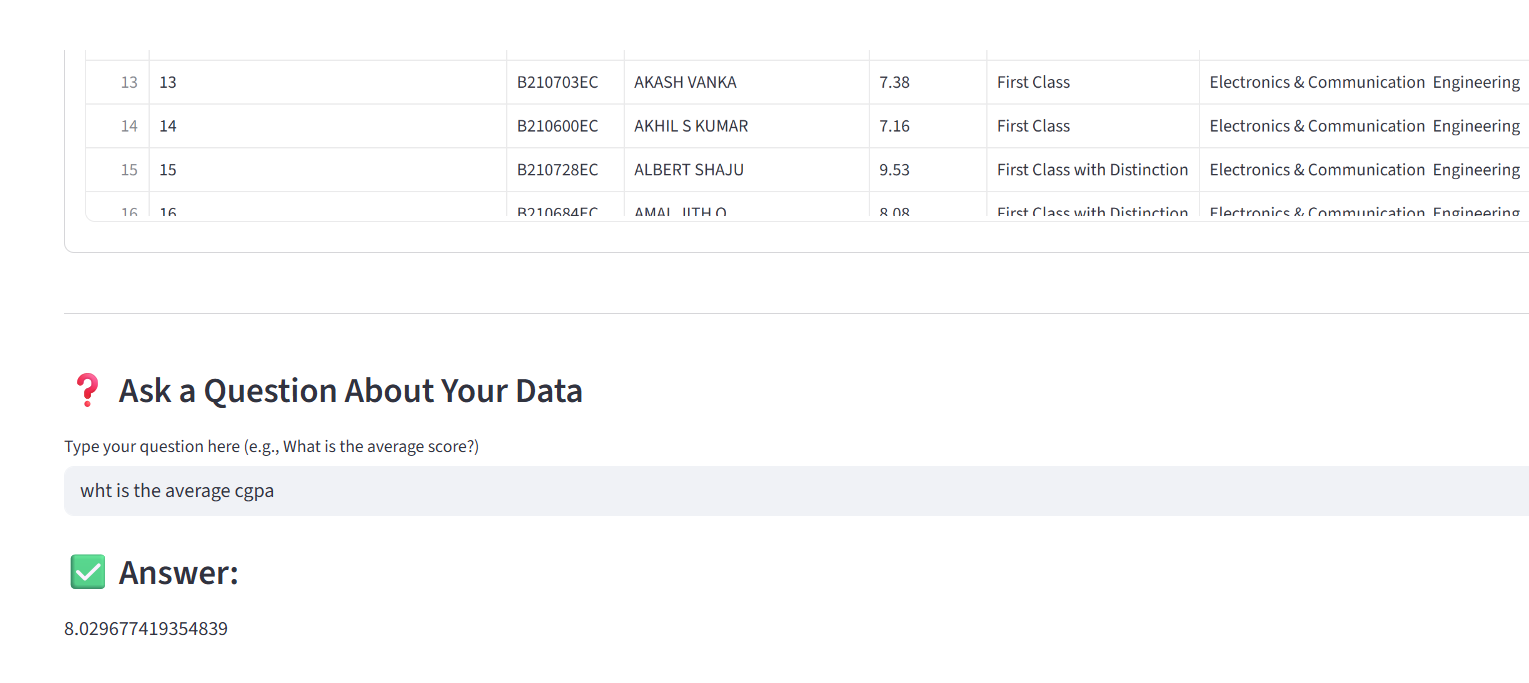 13 13 B210703EC AKASH VANKA 7.38 First Class Electronics & Communication Engineering
14 14 B210600EC AKHIL S KUMAR 7.16 First Class Electronics & Communication Engineering
15 15 B210728EC ALBERT SHAJU 9.53 First Class with Distinction Electronics & Communication Engineering
16 16 B210684EC 8.08 First Class with Distinction Electronics & Communication Engineering
❓ Ask a Question About Your Data
Type your question here (e.g., What is the average score?)
wht is the average cgpa
✅ Answer:
8.029677419354839